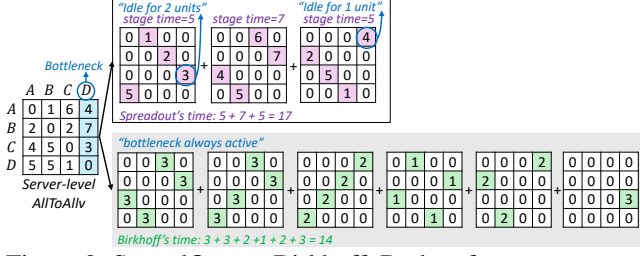 "Idle for 2 units" "Idle for 1 unit"
stage time=5 stage time=7 stage time=5
0 1 0 0 0 0 6 0 0 0 0 4
0 0 2 0 0 0 0 7 2 0 0 0
+ +
0 0 0 3 4 0 0 0 0 5 0 0
5 0 0 0 0 5 0 0 0 0 1 0
Spreadout's time: 5 + 7 + 5 = 17
Bottleneck
A B C D
A 0 1 6 4
B 2 0 2 7
C 4 5 0 3
D 5 5 1 0
Server-level
AllToAllv
"bottleneck always active"
0 0 3 0 0 0 3 0 0 0 0 2 0 1 0 0 0 0 0 2 0 0 0 0
0 0 0 3 0 0 0 3 0 0 2 0 0 0 0 1 2 0 0 0 0 0 0 0
+ + + + +
3 0 0 0 0 3 0 0 0 2 0 0 1 0 0 0 0 0 0 0 0 0 0 3
0 3 0 0 3 0 0 0 2 0 0 0 0 0 1 0 0 2 0 0 0 0 0 0
Birkhoff's time: 3 + 3 + 2 +1 + 2 + 3 = 14